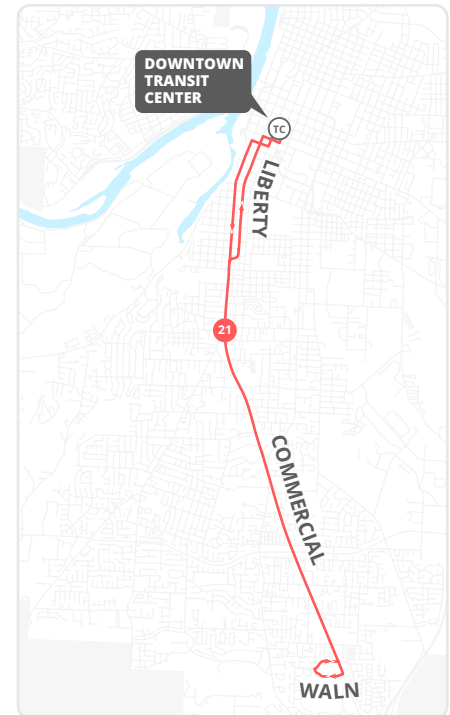 DOWNTOWN
TRANSIT
CENTER
TC
LIBERTY
21
COMMERCIAL
WALN